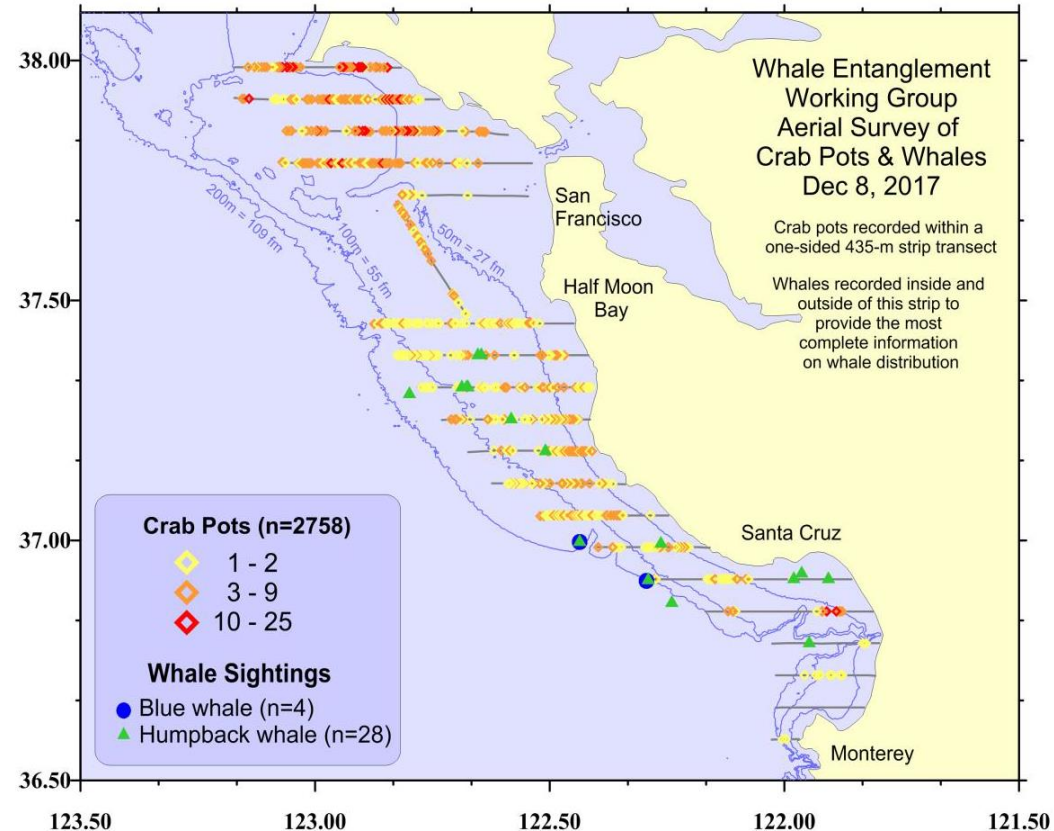 Whale Entanglement
Working Group
Aerial Survey of
Crab Pots & Whales
Dec 8, 2017
Crab pots recorded within a
one-sided 435-m strip transect
Whales recorded inside and
outside of this strip to
provide the most
complete information
on whale distribution
38.00
37.50
37.00
36.50
200m = 109 fm
100m = 55 fm
50m = 27 fm
San
Francisco
Half Moon
Bay
Santa Cruz
Monterey
Crab Pots (n=2758)
1 - 2
3 - 9
10 - 25
Whale Sightings
Blue whale (n=4)
Humpback whale (n=28)
123.50
123.00
122.50
122.00
121.50